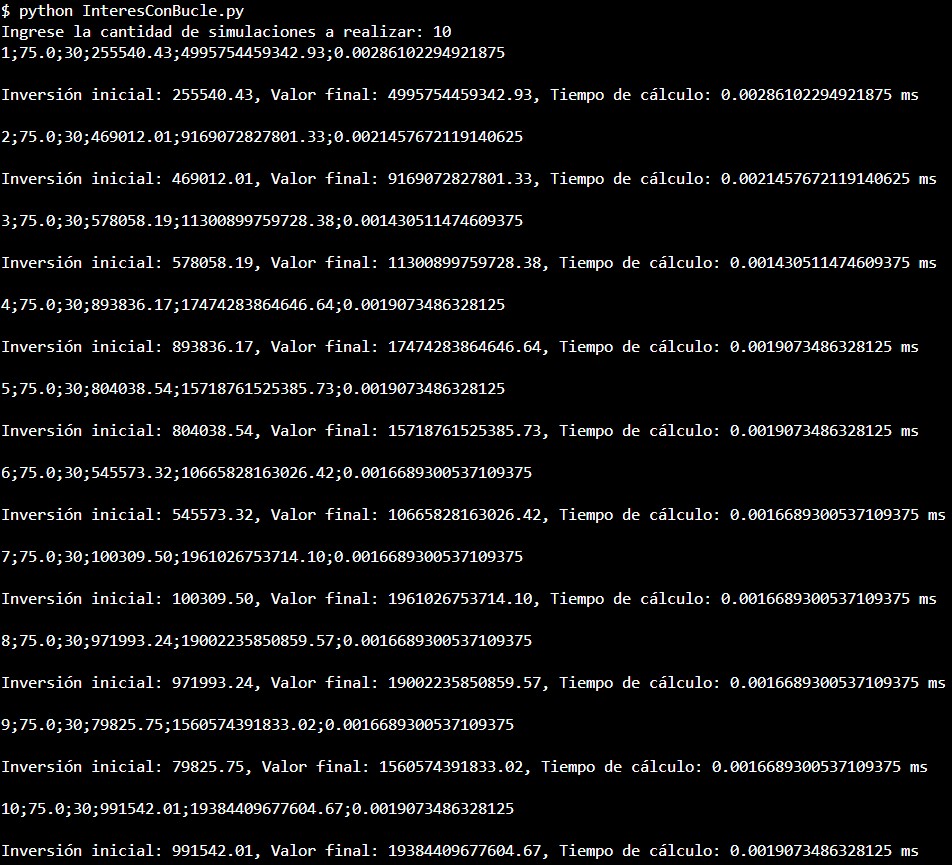 $ python InteresConBucle.py
Ingrese la cantidad de simulaciones a realizar: 10
1;75.0;30;255540.43;4995754459342.93;0.00286102294921875
Inversión inicial: 255540.43, Valor final: 4995754459342.93, Tiempo de cálculo: 0.00286102294921875 ms
2;75.0;30;469012.01;9169072827801.33;0.0021457672119140625
Inversión inicial: 469012.01, Valor final: 9169072827801.33, Tiempo de cálculo: 0.0021457672119140625 ms
3;75.0;30;578058.19;11300899759728.38;0.001430511474609375
Inversión inicial: 578058.19, Valor final: 11300899759728.38, Tiempo de cálculo: 0.001430511474609375 ms
4;75.0;30;893836.17;17474283864646.64;0.0019073486328125
Inversión inicial: 893836.17, Valor final: 17474283864646.64, Tiempo de cálculo: 0.0019073486328125 ms
5;75.0;30;804038.54;15718761525385.73;0.0019073486328125
Inversión inicial: 804038.54, Valor final: 15718761525385.73, Tiempo de cálculo: 0.0019073486328125 ms
6;75.0;30;545573.32;10665828163026.42;0.0016689300537109375
Inversión inicial: 545573.32, Valor final: 10665828163026.42, Tiempo de cálculo: 0.0016689300537109375 ms
7;75.0;30;100309.50;1961026753714.10;0.0016689300537109375
Inversión inicial: 100309.50, Valor final: 1961026753714.10, Tiempo de cálculo: 0.0016689300537109375 ms
8;75.0;30;971993.24;19002235850859.57;0.0016689300537109375
Inversión inicial: 971993.24, Valor final: 19002235850859.57, Tiempo de cálculo: 0.0016689300537109375 ms
9;75.0;30;79825.75;1560574391833.02;0.0016689300537109375
Inversión inicial: 79825.75, Valor final: 1560574391833.02, Tiempo de cálculo: 0.0016689300537109375 ms
10;75.0;30;991542.01;19384409677604.67;0.0019073486328125
Inversión inicial: 991542.01, Valor final: 19384409677604.67, Tiempo de cálculo: 0.0019073486328125 ms